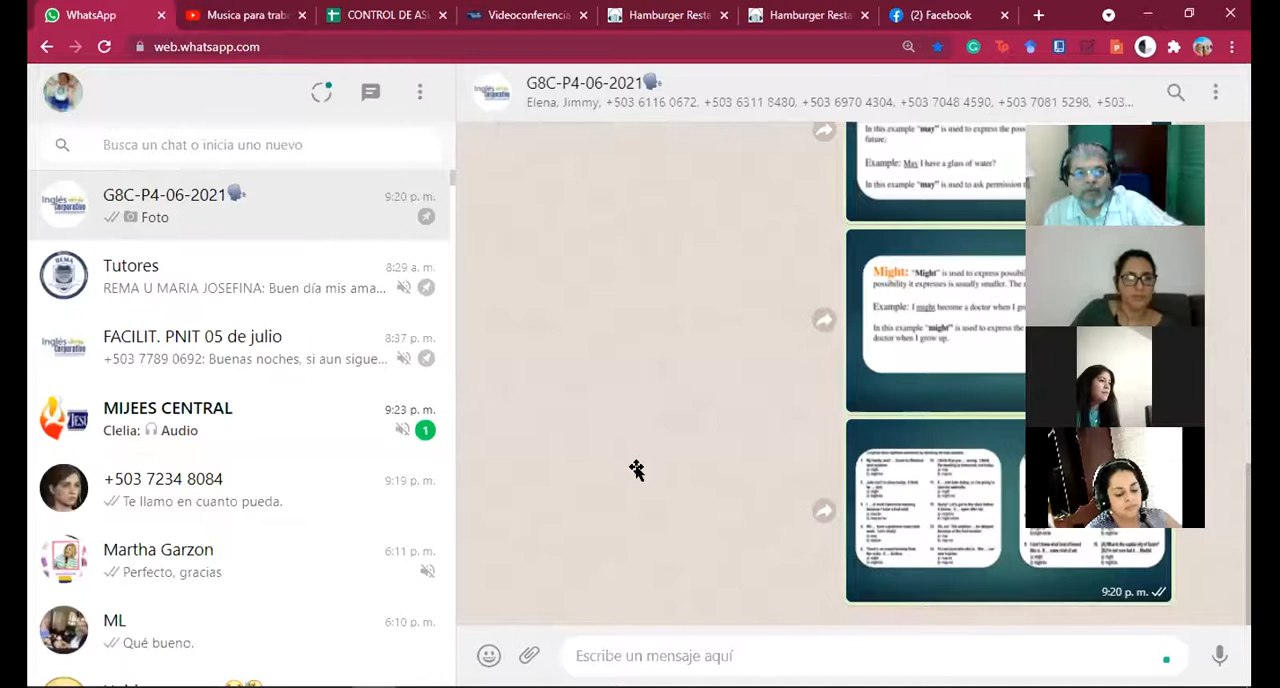 WhatsApp
Musica para trab
CONTROL DE ASI
Videoconferencia
Hamburger Resta
Hamburger Resta
(2) Facebook
web.whatsapp.com
Busca un chat o inicia uno nuevo
G8C-P4-06-2021
9:20 p. m.
Foto
Tutores
8:29 a. m.
REMA U MARIA JOSEFINA: Buen día mis ama...
FACILIT. PNIT 05 de julio
8:37 p. m.
+503 7789 0692: Buenas noches, si aun sigue...
MIJEES CENTRAL
9:23 p. m.
Clelia: Audio
1
+503 7234 8084
9:19 p. m.
Te llamo en cuanto pueda.
Martha Garzon
6:11 p. m.
Perfecto, gracias
ML
6:10 p. m.
Qué bueno.
G8C-P4-06-2021
Elena, Jimmy, +503 6116 0672, +503 6311 8480, +503 6970 4304, +503 7048 4590, +503 7081 5298, +503...
In this example "may" is used to express the poss
future.
Example: May I have a glass of water?
In this example "may" is used to ask permission
Might: "Might" is used to express possibi
possibility it expresses is usually smaller. The
Example: I might become a doctor when I gr
In this example "might" is used to express the
doctor when I grow up.
9:20 p. m.
Escribe un mensaje aquí